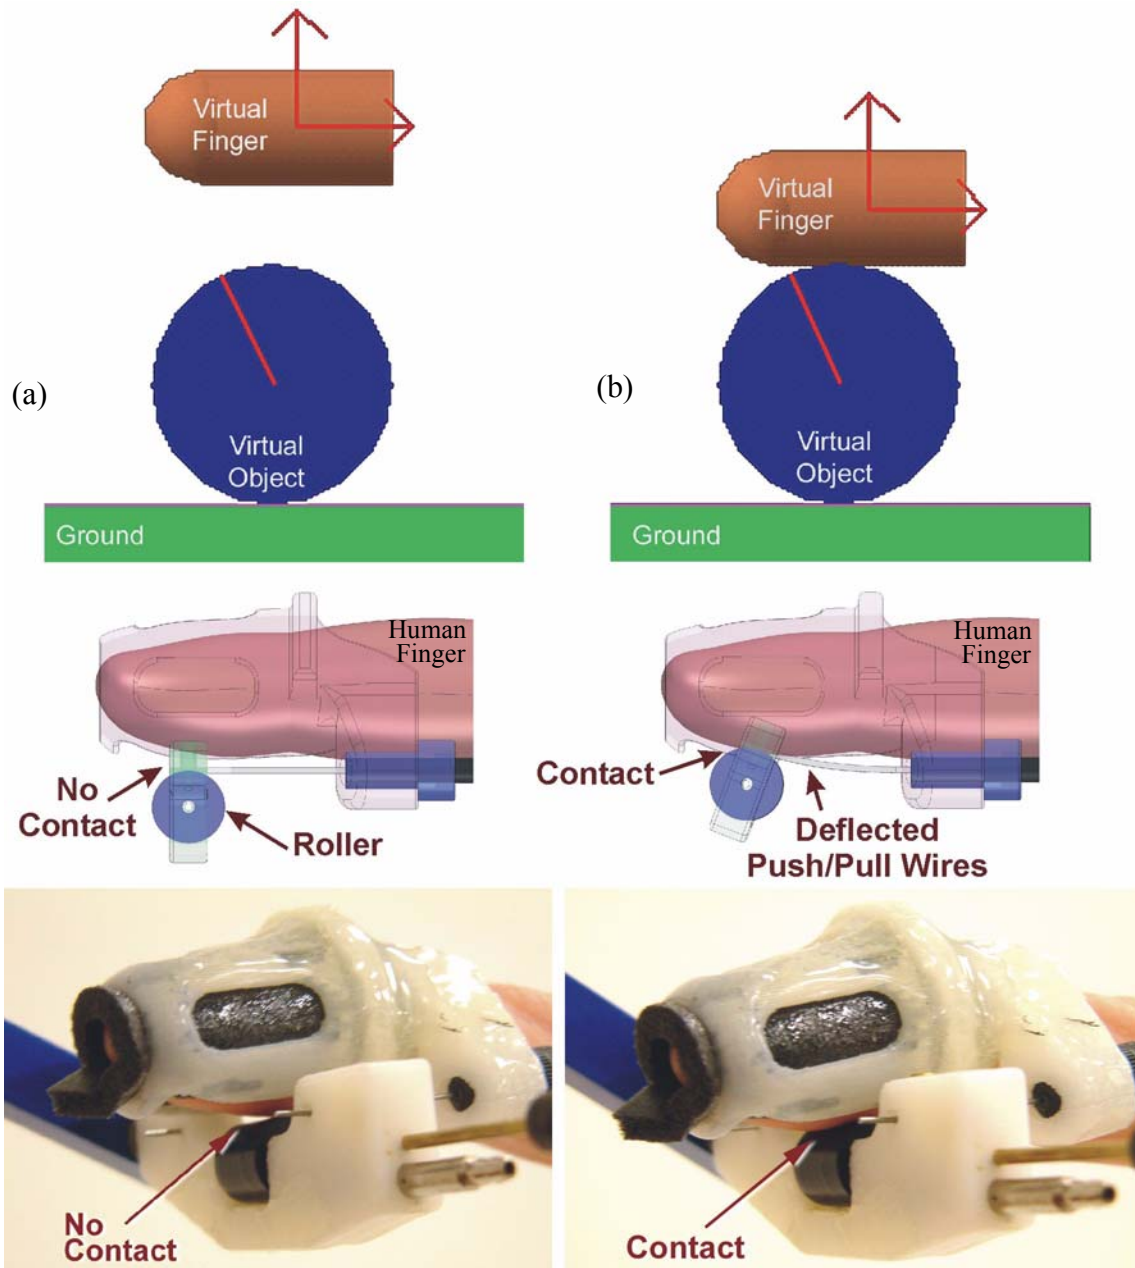 Virtual
Finger
(a)
Virtual
Object
Ground
Human
Finger
No
Contact
Roller
No
Contact
Virtual
Finger
(b)
Virtual
Object
Ground
Human
Finger
Contact
Deflected
Push/Pull Wires
Contact